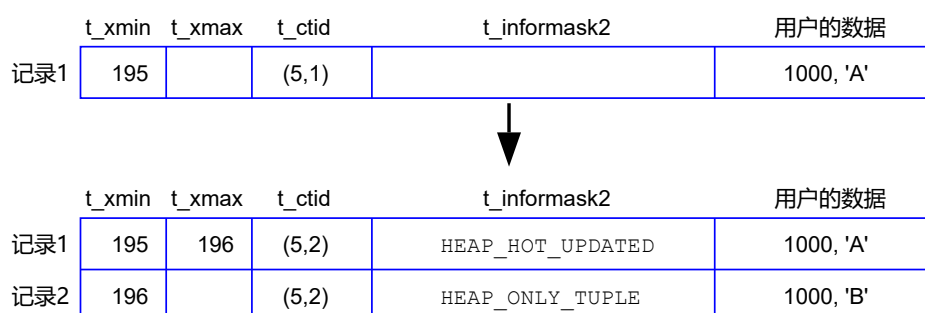 t_xmin t_xmax t_ctid t_informask2 用户的数据
记录1 195 (5,1) 1000, 'A'
t_xmin t_xmax t_ctid t_informask2 用户的数据
记录1 195 196 (5,2) HEAP_HOT_UPDATED 1000, 'A'
记录2 196 (5,2) HEAP_ONLY_TUPLE 1000, 'B'